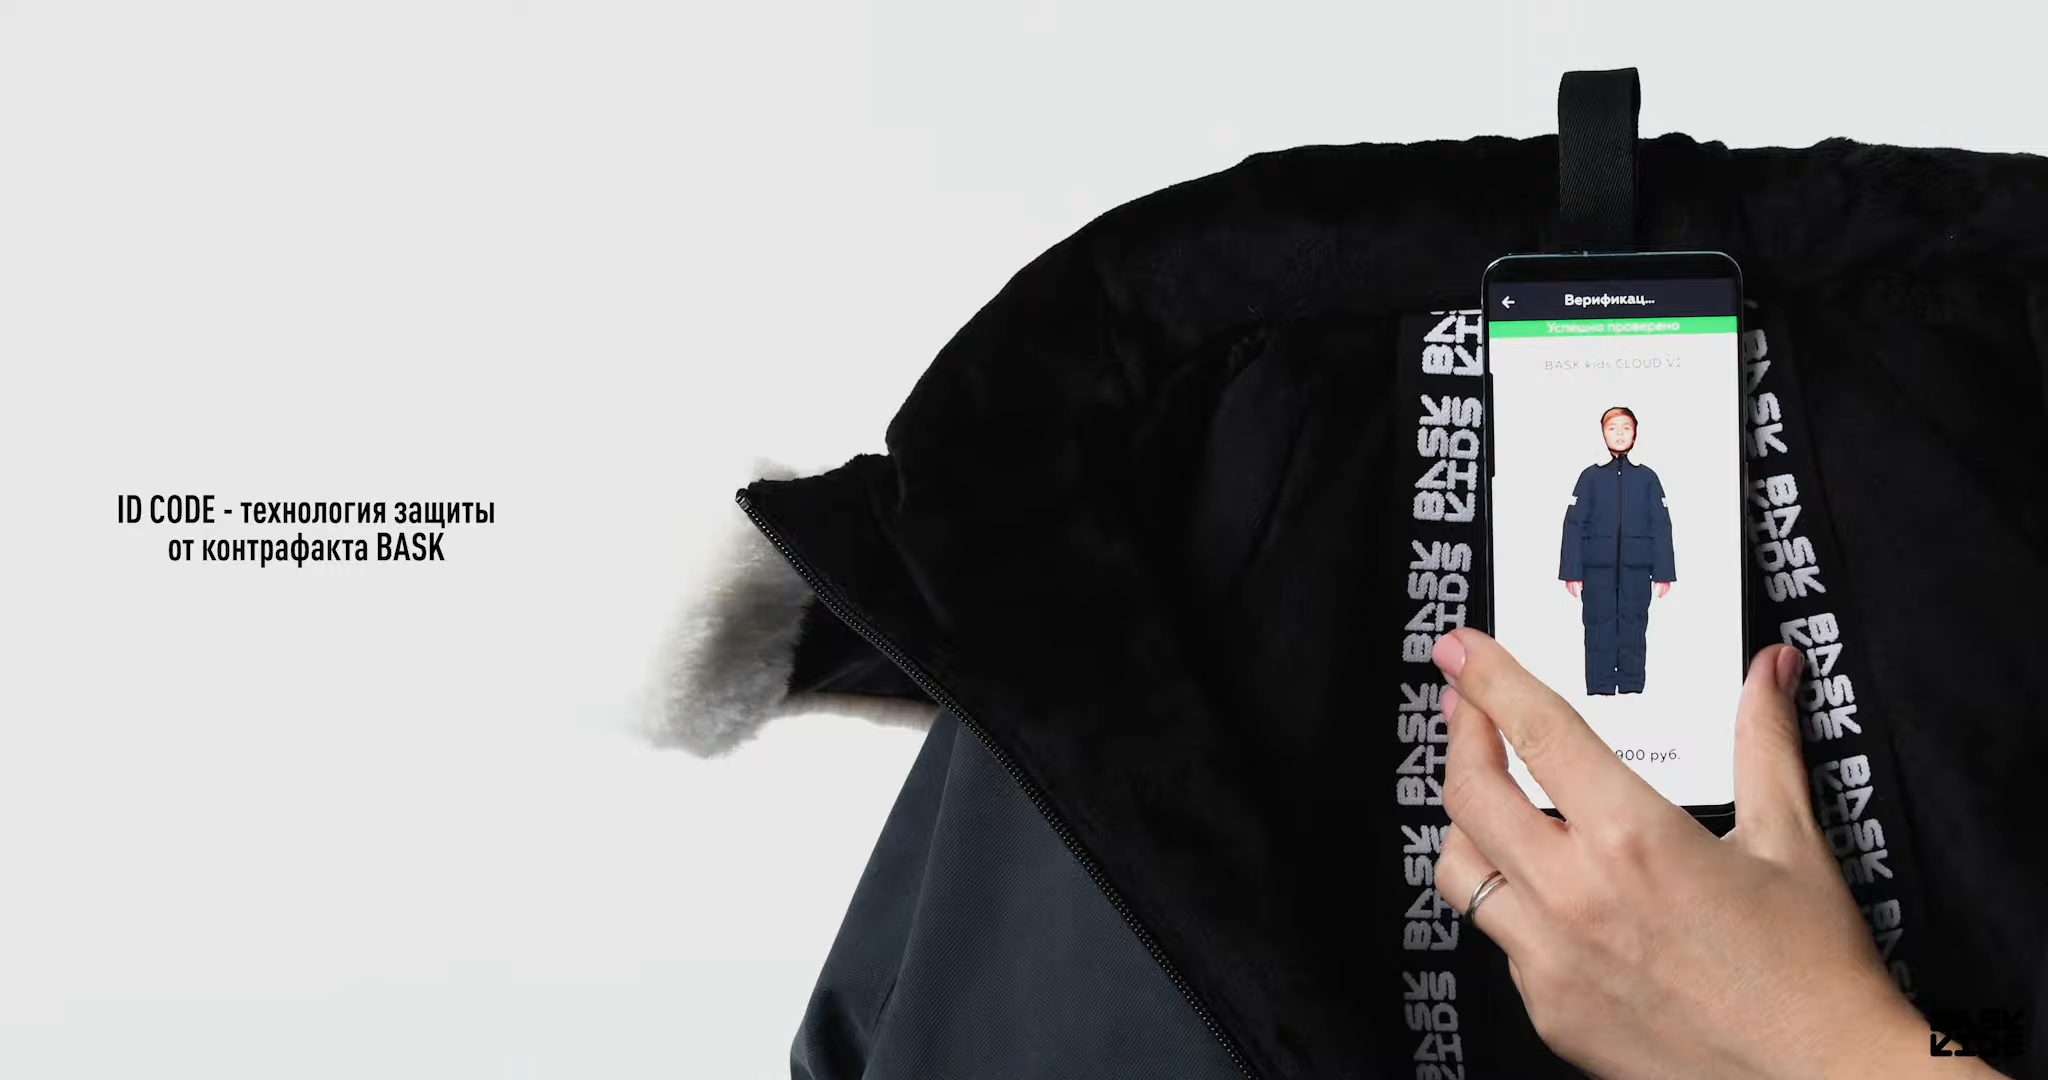 ID CODE - технология защиты
от контрафакта BASK
Верификац...
Успешно проверено
BASK kids CLOUD V2
900 руб.
BASK
KIDS